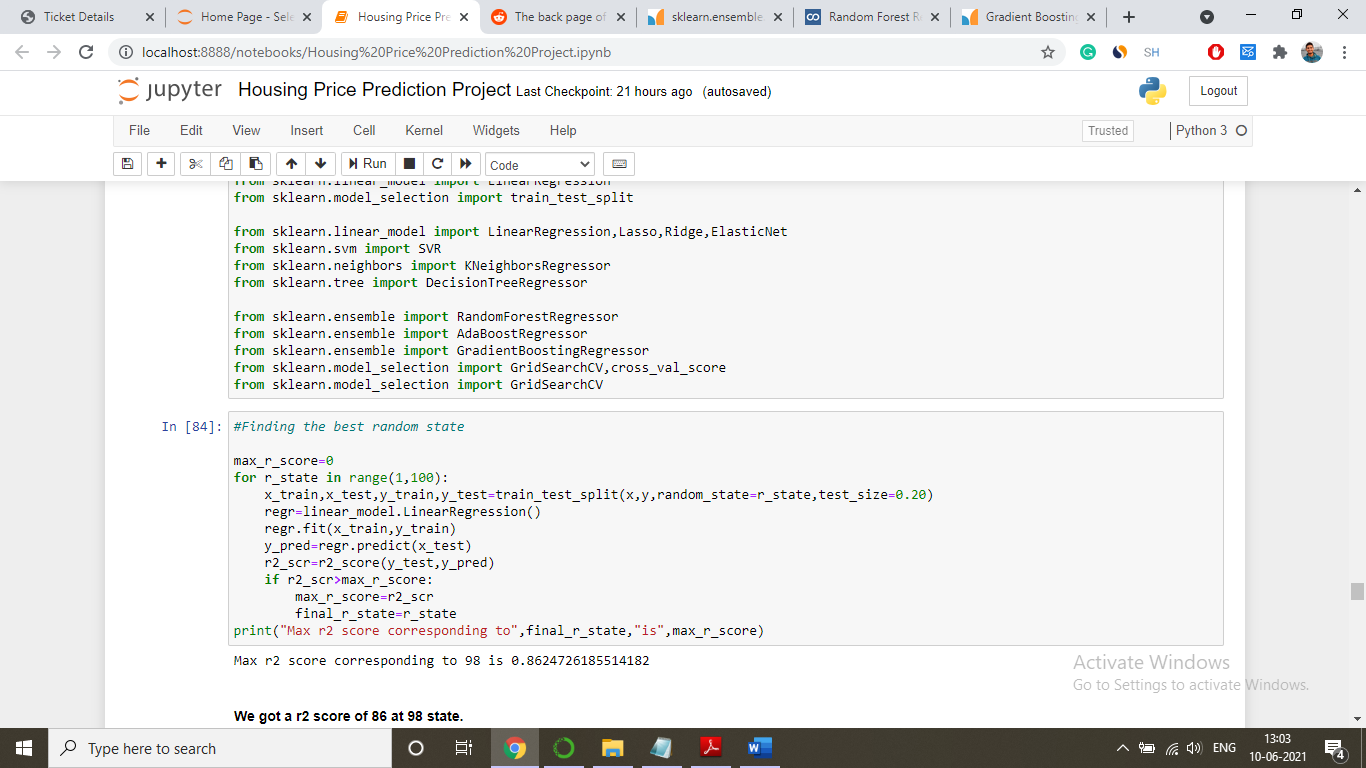 Ticket Details
Home Page - Sele
Housing Price Pre
The back page of
sklearn.ensemble.
Random Forest R
Gradient Boosting
localhost:8888/notebooks/Housing%20Price%20Prediction%20Project.ipynb
SH
jupyter Housing Price Prediction Project Last Checkpoint: 21 hours ago (autosaved)
Logout
File Edit View Insert Cell Kernel Widgets Help
Trusted
Python 3
Run
Code
from sklearn.linear_model import LinearRegression
from sklearn.model_selection import train_test_split
from sklearn.linear_model import LinearRegression,Lasso,Ridge,ElasticNet
from sklearn.svm import SVR
from sklearn.neighbors import KNeighborsRegressor
from sklearn.tree import DecisionTreeRegressor
from sklearn.ensemble import RandomForestRegressor
from sklearn.ensemble import AdaBoostRegressor
from sklearn.ensemble import GradientBoostingRegressor
from sklearn.model_selection import GridSearchCV,cross_val_score
from sklearn.model_selection import GridSearchCV
In [84]:
#Finding the best random state
max_r_score=0
for r_state in range(1,100):
    x_train,x_test,y_train,y_test=train_test_split(x,y,random_state=r_state,test_size=0.20)
    regr=linear_model.LinearRegression()
    regr.fit(x_train,y_train)
    y_pred=regr.predict(x_test)
    r2_scr=r2_score(y_test,y_pred)
    if r2_scr>max_r_score:
        max_r_score=r2_scr
        final_r_state=r_state
print("Max r2 score corresponding to",final_r_state,"is",max_r_score)
Max r2 score corresponding to 98 is 0.8624726185514182
We got a r2 score of 86 at 98 state.
Activate Windows
Go to Settings to activate Windows.
Type here to search
ENG
13:03
10-06-2021
4